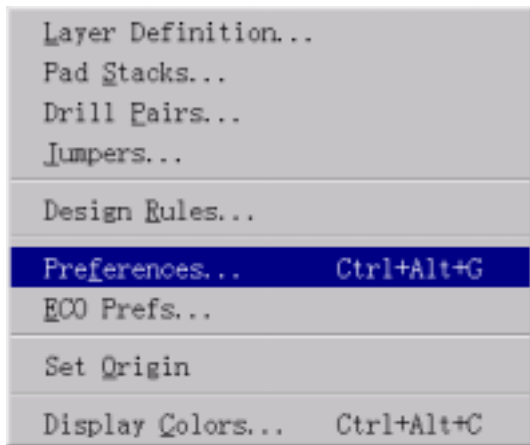 Layer Definition...
Pad Stacks...
Drill Pairs...
Jumpers...
Design Rules...
Preferences... Ctrl+Alt+G
ECO Prefs...
Set Origin
Display Colors... Ctrl+Alt+C